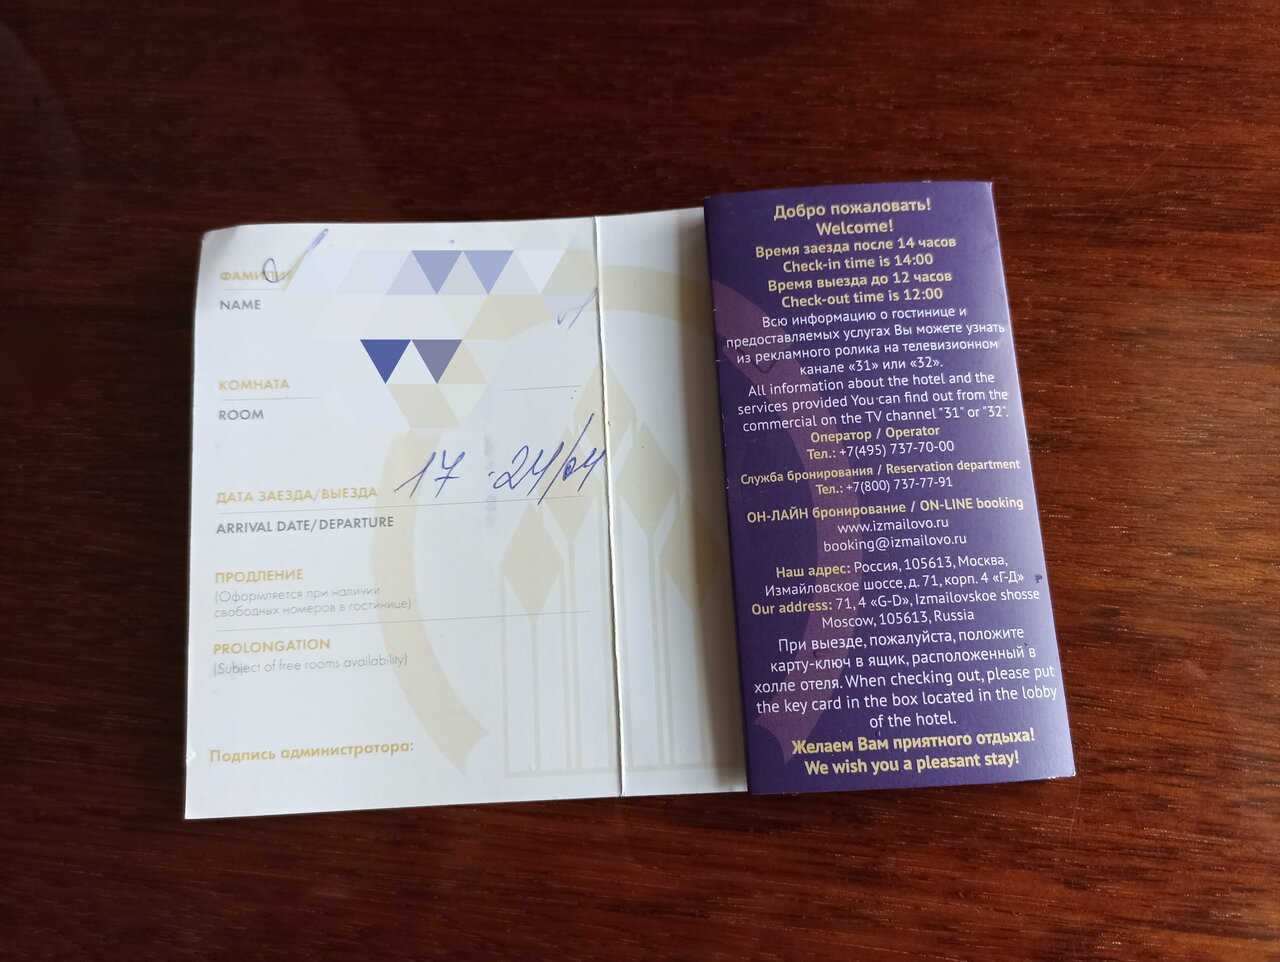 ФАМИЛИЯ
NAME
КОМНАТА
ROOM
17 - 24/04
ДАТА ЗАЕЗДА/ВЫЕЗДА
ARRIVAL DATE/DEPARTURE
ПРОДЛЕНИЕ
(Оформляется при наличии
свободных номеров в гостинице)
PROLONGATION
(Subject of free rooms availability)
Подпись администратора:
Добро пожаловать!
Welcome!
Время заезда после 14 часов
Check-in time is 14:00
Время выезда до 12 часов
Check-out time is 12:00
Всю информацию о гостинице и
предоставляемых услугах Вы можете узнать
из рекламного ролика на телевизионном
канале «31» или «32».
All information about the hotel and the
services provided You can find out from the
commercial on the TV channel "31" or "32".
Оператор / Operator
Тел.: +7(495) 737-70-00
Служба бронирования / Reservation department
Тел.: +7(800) 737-77-91
ОН-ЛАЙН бронирование / ON-LINE booking
www.izmailovo.ru
booking@izmailovo.ru
Наш адрес: Россия, 105613, Москва,
Измайловское шоссе, д. 71, корп. 4 «Г-Д»
Our address: 71, 4 «G-D», Izmailovskoe shosse
Moscow, 105613, Russia
При выезде, пожалуйста, положите
карту-ключ в ящик, расположенный в
холле отеля. When checking out, please put
the key card in the box located in the lobby
of the hotel.
Желаем Вам приятного отдыха!
We wish you a pleasant stay!